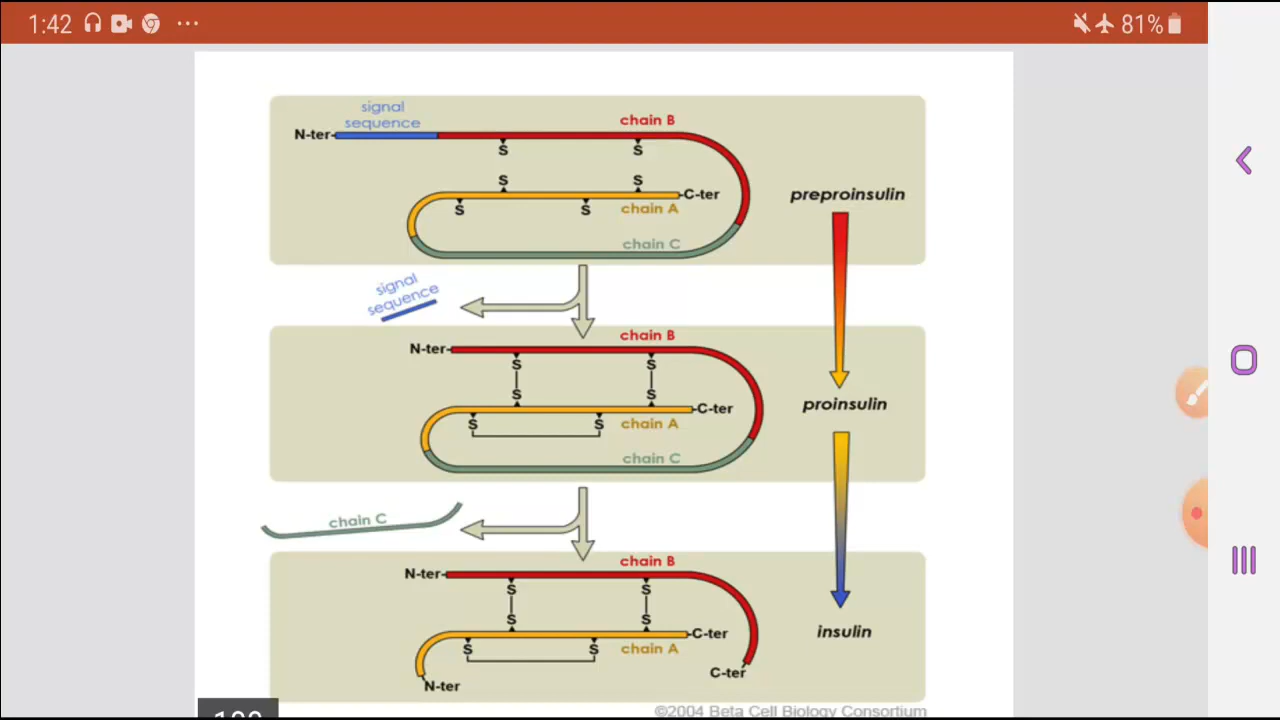 1:42
81%
signal
sequence
chain B
N-ter
S
S
S
S
C-ter
preproinsulin
S
S
chain A
chain C
signal
sequence
chain B
N-ter
S
S
S
S
C-ter
proinsulin
S
S
chain A
chain C
chain C
chain B
N-ter
S
S
S
S
C-ter
insulin
S
S
chain A
C-ter
N-ter
©2004 Beta Cell Biology Consortium